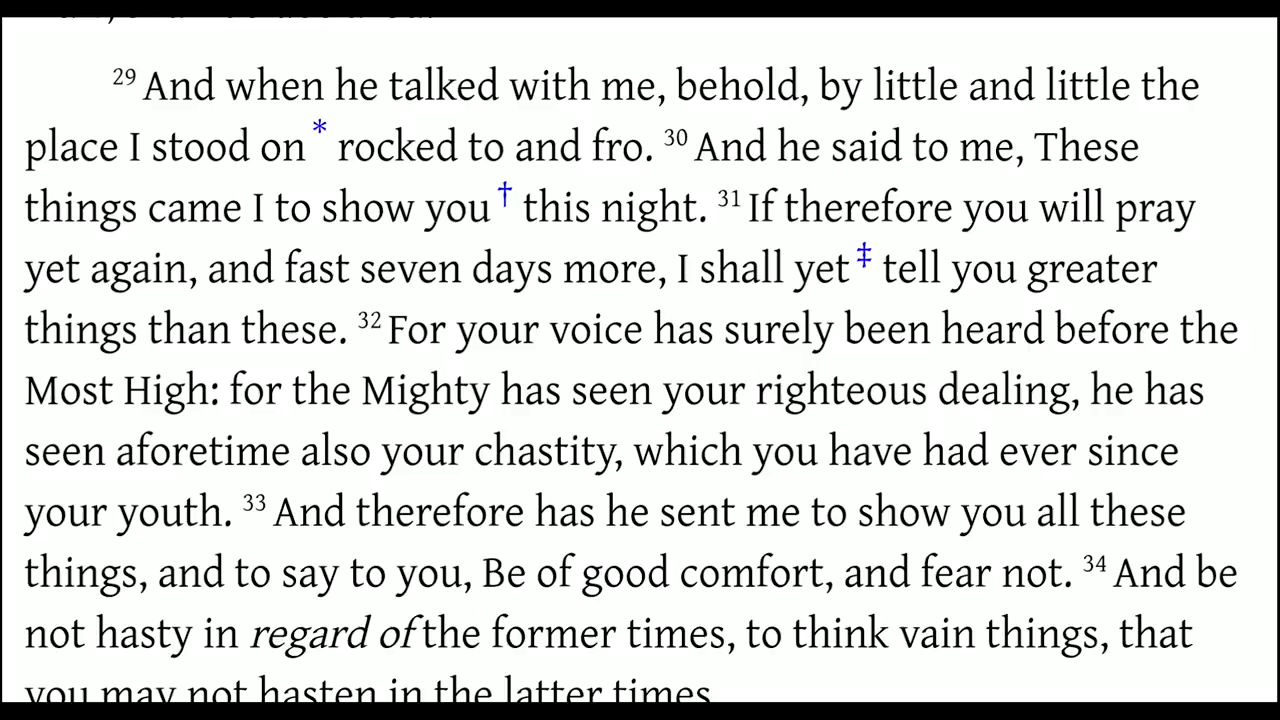 29 And when he talked with me, behold, by little and little the
place I stood on * rocked to and fro. 30 And he said to me, These
things came I to show you † this night. 31 If therefore you will pray
yet again, and fast seven days more, I shall yet ‡ tell you greater
things than these. 32 For your voice has surely been heard before the
Most High: for the Mighty has seen your righteous dealing, he has
seen aforetime also your chastity, which you have had ever since
your youth. 33 And therefore has he sent me to show you all these
things, and to say to you, Be of good comfort, and fear not. 34 And be
not hasty in regard of the former times, to think vain things, that
you may not hasten in the latter times